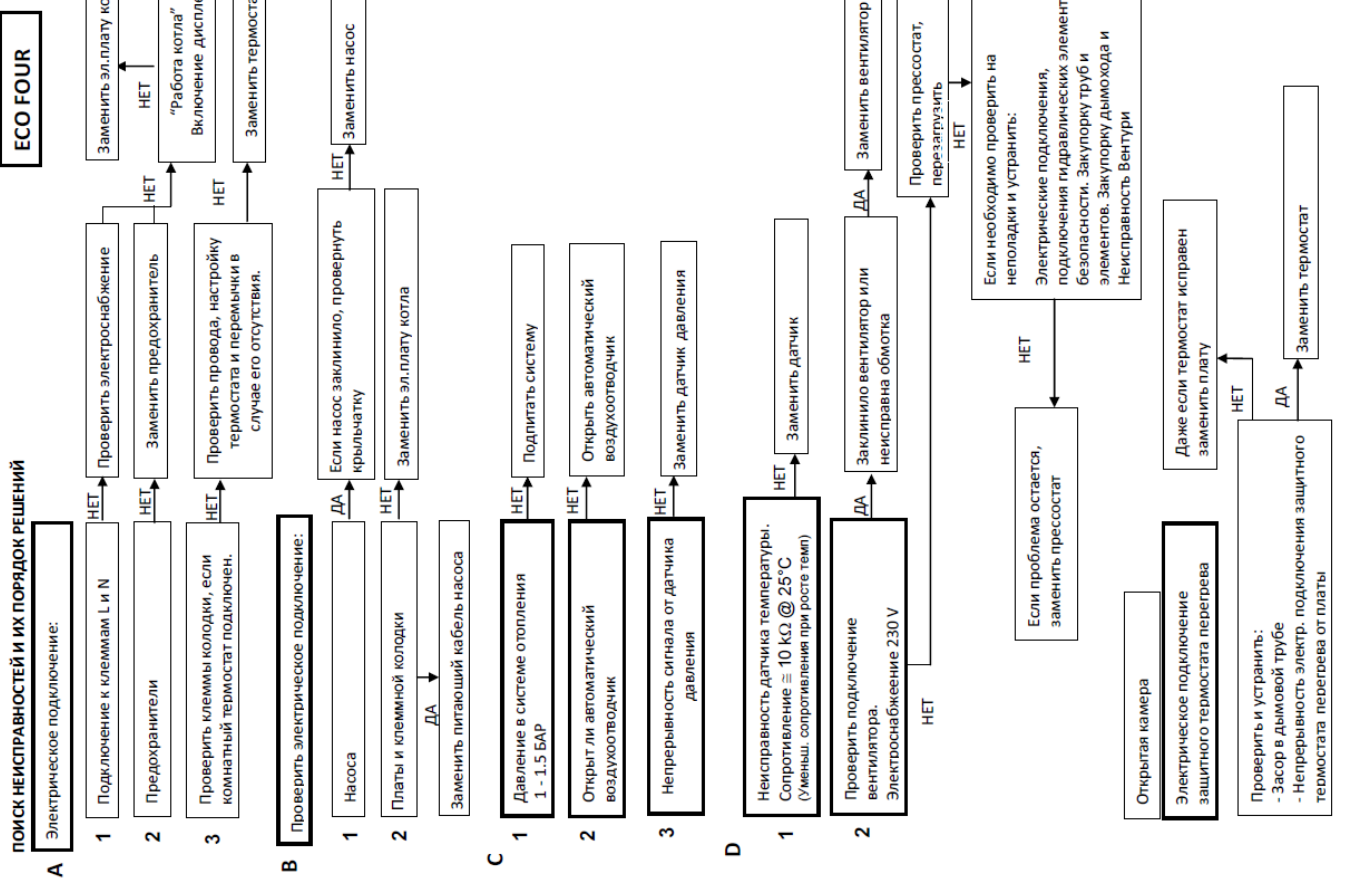 ECO FOUR
ПОИСК НЕИСПРАВНОСТЕЙ И ИХ ПОРЯДОК РЕШЕНИЙ
A
Электрическое подключение:
1
Подключение к клеммам L и N
НЕТ
Проверить электроснабжение
2
Предохранители
НЕТ
Заменить предохранитель
НЕТ
"Работа котла"
Включение диспле
НЕТ
Заменить эл.плату ко
3
Проверить клеммы колодки, если
комнатный термостат подключен.
НЕТ
Проверить провода, настройку
термостата и перемычки в
случае его отсутствия.
НЕТ
Заменить термоста
B
Проверить электрическое подключение:
1
Насоса
ДА
Если насос заклинило, провернуть
крыльчатку
НЕТ
Заменить насос
2
Платы и клеммной колодки
НЕТ
Заменить эл.плату котла
ДА
Заменить питающий кабель насоса
C
1
Давление в системе отопления
1 - 1.5 БАР
НЕТ
Подпитать систему
2
Открыт ли автоматический
воздухоотводчик
НЕТ
Открыть автоматический
воздухоотводчик
3
Непрерывность сигнала от датчика
давления
НЕТ
Заменить датчик давления
D
1
Неисправность датчика температуры.
Сопротивление ≅ 10 kΩ @ 25°C
(Уменьш. сопротивления при росте темп)
НЕТ
Заменить датчик
2
Проверить подключение
вентилятора.
Электроснабжеение 230 V
ДА
Заклинило вентилятор или
неисправна обмотка
ДА
Заменить вентилятор
НЕТ
Проверить прессостат,
перезагрузить
НЕТ
Если необходимо проверить на
неполадки и устранить:
Электрические подключения,
подключения гидравлических элемент
безопасности. Закупорку труб и
элементов. Закупорку дымохода и
Неисправность Вентури
НЕТ
Если проблема остается,
заменить прессостат
Открытая камера
Электрическое подключение
защитного термостата перегрева
Проверить и устранить:
- Засор в дымовой трубе
- Непрерывность электр. подключения защитного
термостата перегрева от платы
НЕТ
Даже если термостат исправен
заменить плату
ДА
Заменить термостат